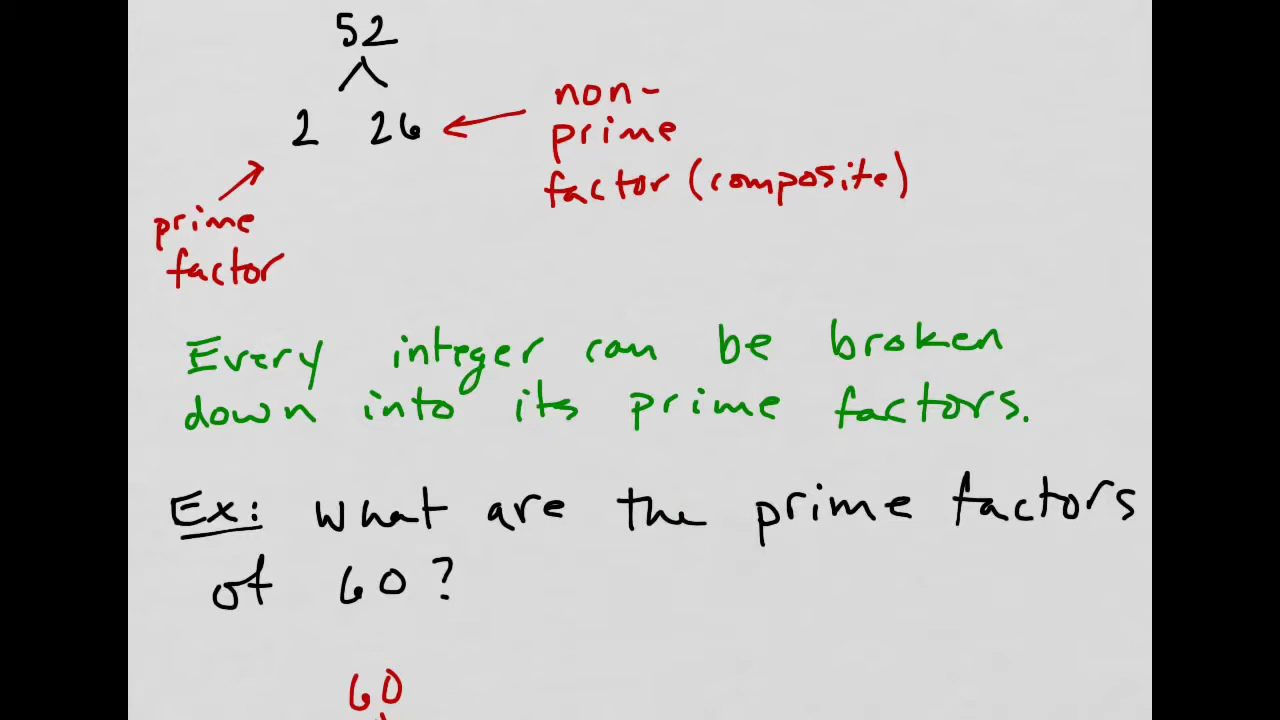 52
2 26
non-
prime
factor (composite)
prime
factor
Every integer can be broken
down into its prime factors.
Ex: What are the prime factors
of 60?
60